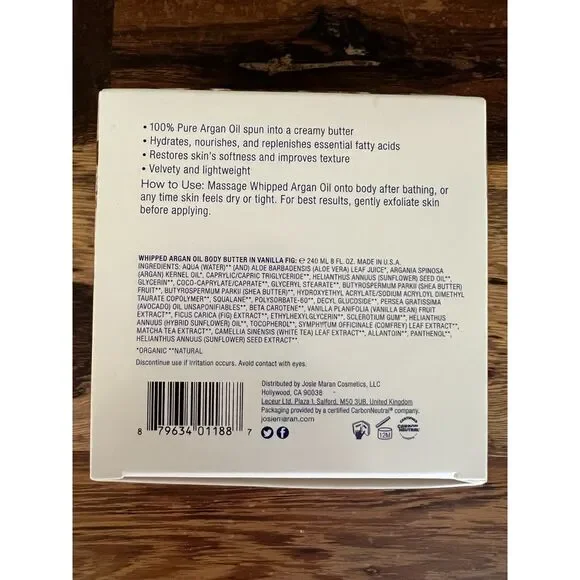 • 100% Pure Argan Oil spun into a creamy butter
• Hydrates, nourishes, and replenishes essential fatty acids
• Restores skin's softness and improves texture
• Velvety and lightweight
How to Use: Massage Whipped Argan Oil onto body after bathing, or
any time skin feels dry or tight. For best results, gently exfoliate skin
before applying.
WHIPPED ARGAN OIL BODY BUTTER IN VANILLA FIG: e 240 ML 8 FL. OZ. MADE IN U.S.A.
INGREDIENTS: AQUA (WATER)** (AND) ALOE BARBADENSIS (ALOE VERA) LEAF JUICE*, ARGANIA SPINOSA
(ARGAN) KERNEL OIL*, CAPRYLIC/CAPRIC TRIGLYCERIDE**, HELIANTHUS ANNUUS (SUNFLOWER) SEED OIL**,
GLYCERIN**, COCO-CAPRYLATE/CAPRATE**, GLYCERYL STEARATE**, BUTYROSPERMUM PARKII (SHEA BUTTER)
FRUIT**, BUTYROSPERMUM PARKII (SHEA BUTTER)**, HYDROXYETHYL ACRYLATE/SODIUM ACRYLOYL DIMETHYL
TAURATE COPOLYMER**, SQUALANE**, POLYSORBATE-60**, DECYL GLUCOSIDE**, PERSEA GRATISSIMA
(AVOCADO) OIL UNSAPONIFIABLES**, BETA CAROTENE**, VANILLA PLANIFOLIA (VANILLA BEAN) FRUIT
EXTRACT**, FICUS CARICA (FIG) EXTRACT**, ETHYLHEXYLGLYCERIN**, SCLEROTIUM GUM**, HELIANTHUS
ANNUUS (HYBRID SUNFLOWER) OIL**, TOCOPHEROL**, SYMPHYTUM OFFICINALE (COMFREY) LEAF EXTRACT**,
MATCHA TEA EXTRACT**, CAMELLIA SINENSIS (WHITE TEA) LEAF EXTRACT**, ALLANTOIN**, PANTHENOL**,
HELIANTHUS ANNUUS (SUNFLOWER) SEED EXTRACT**
*ORGANIC **NATURAL
Discontinue use if irritation occurs. Avoid contact with eyes.
Distributed by Josie Maran Cosmetics, LLC
Hollywood, CA 90038
Leceur Ltd. Plaza 1, Salford, M50 3UB, United Kingdom
Packaging provided by a certified CarbonNeutral® company.
josiemaran.com
8 79634 01188 7
12M
CARBON
NEUTRAL